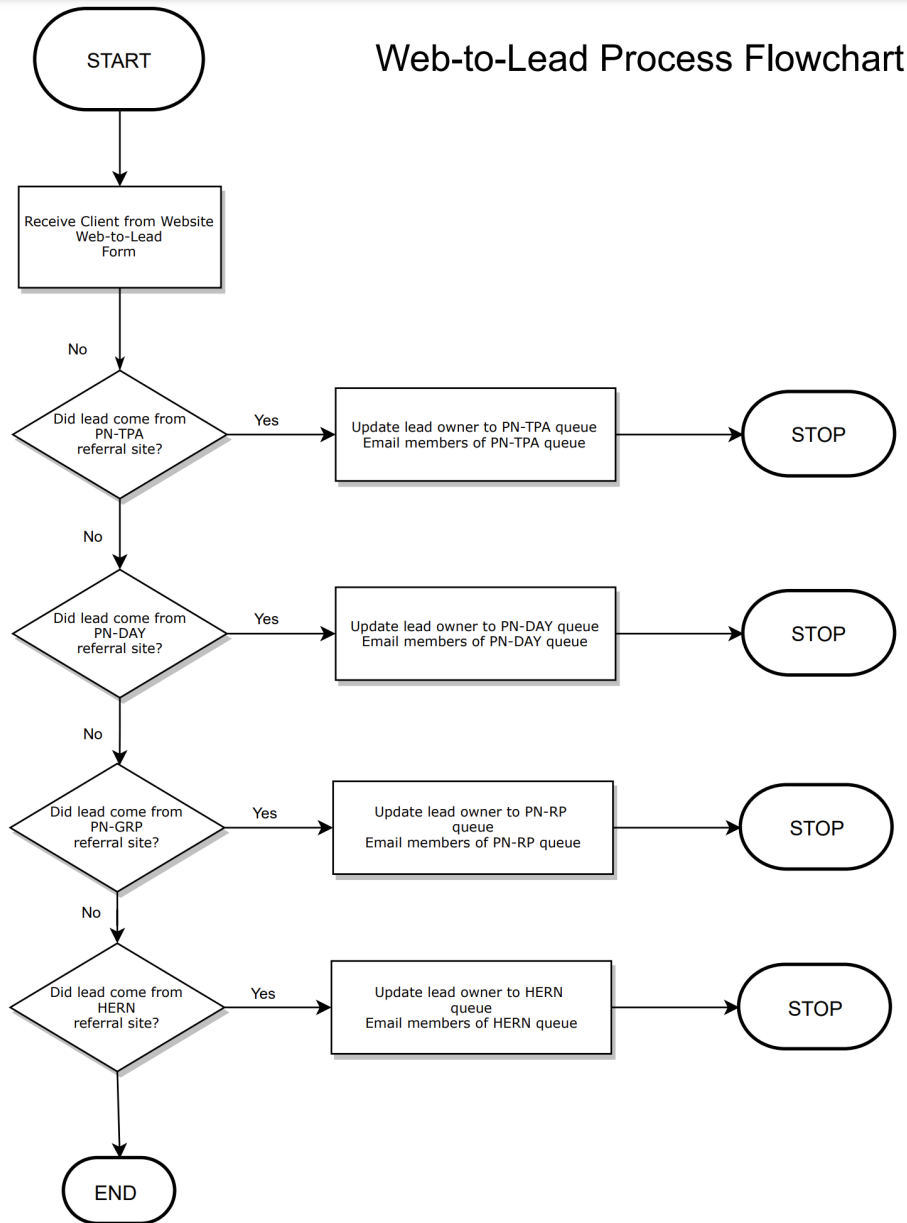 START
Web-to-Lead Process Flowchart
Receive Client from Website
Web-to-Lead
Form
No
Did lead come from
PN-TPA
referral site?
Yes
Update lead owner to PN-TPA queue
Email members of PN-TPA queue
STOP
No
Did lead come from
PN-DAY
referral site?
Yes
Update lead owner to PN-DAY queue
Email members of PN-DAY queue
STOP
No
Did lead come from
PN-GRP
referral site?
Yes
Update lead owner to PN-RP
queue
Email members of PN-RP queue
STOP
No
Did lead come from
HERN
referral site?
Yes
Update lead owner to HERN
queue
Email members of HERN queue
STOP
END